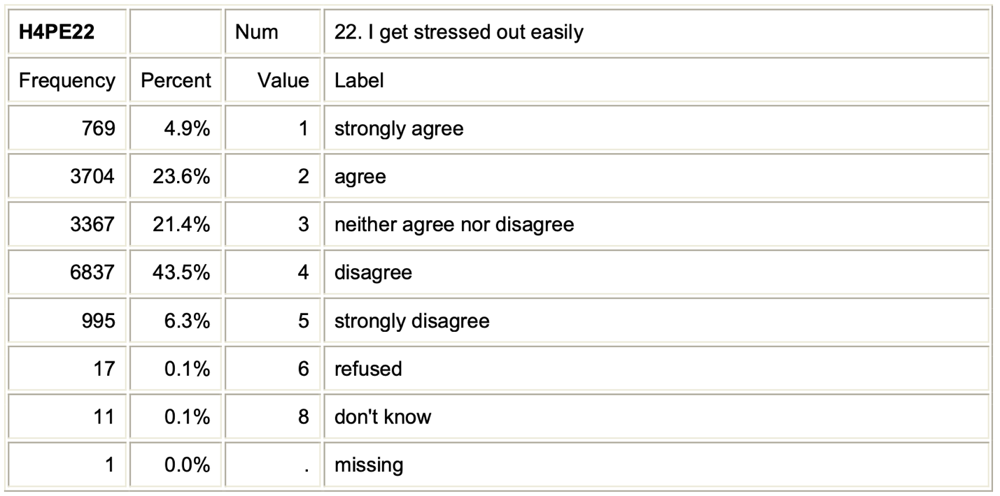 H4PE22 Num 22. I get stressed out easily
Frequency Percent Value Label
769 4.9% 1 strongly agree
3704 23.6% 2 agree
3367 21.4% 3 neither agree nor disagree
6837 43.5% 4 disagree
995 6.3% 5 strongly disagree
17 0.1% 6 refused
11 0.1% 8 don't know
1 0.0% . missing